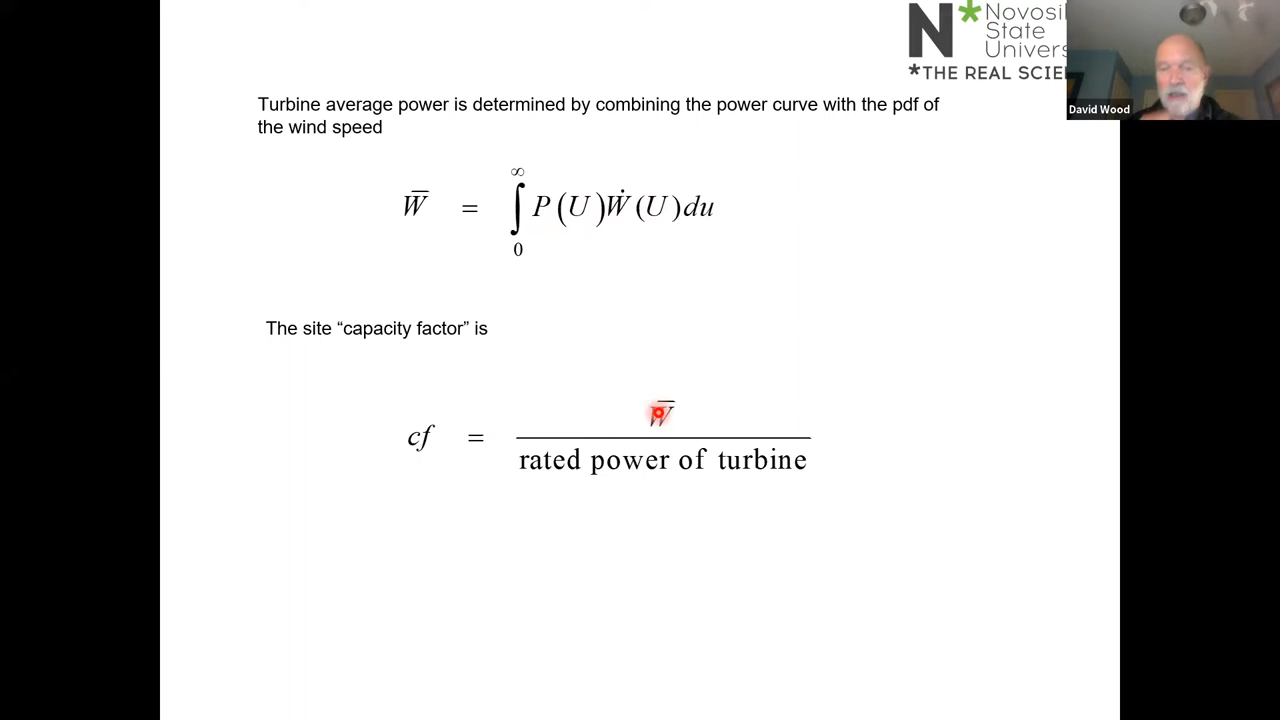 N* Novosi
State
Univers
*THE REAL SCIE
David Wood
Turbine average power is determined by combining the power curve with the pdf of
the wind speed
W̅ = ∫₀^∞ P(U)Ẇ(U)du
The site “capacity factor” is
cf = W̅ / rated power of turbine